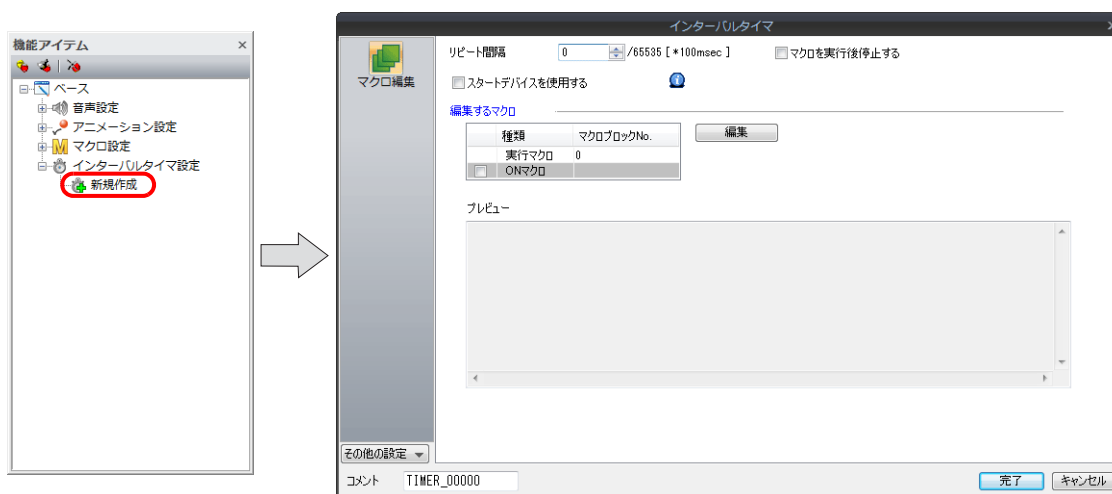 機能アイテム ×
ベース
音声設定
アニメーション設定
M マクロ設定
インターバルタイマ設定
新規作成
インターバルタイマ
マクロ編集
リピート間隔 0 /65535 [ *100msec ] マクロを実行後停止する
スタートデバイスを使用する
編集するマクロ
種類 マクロブロックNo. 編集
実行マクロ 0
ONマクロ
プレビュー
その他の設定
コメント TIMER_00000 完了 キャンセル